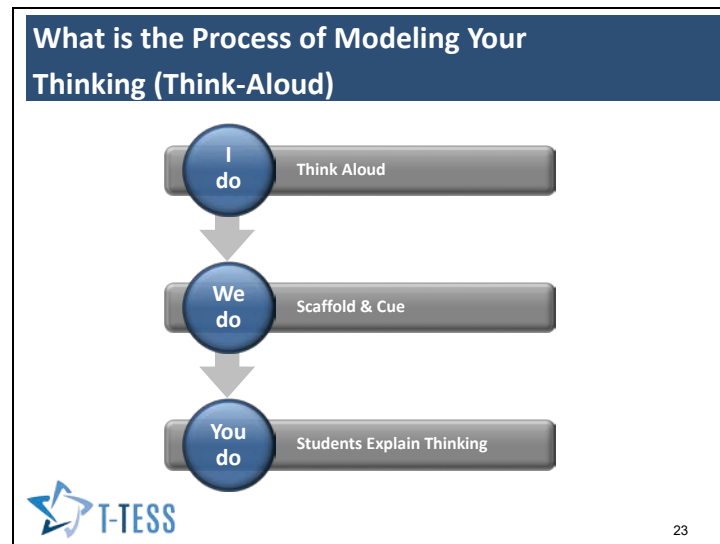 What is the Process of Modeling Your
Thinking (Think-Aloud)
I
do
Think Aloud
We
do
Scaffold & Cue
You
do
Students Explain Thinking
T-TESS
23